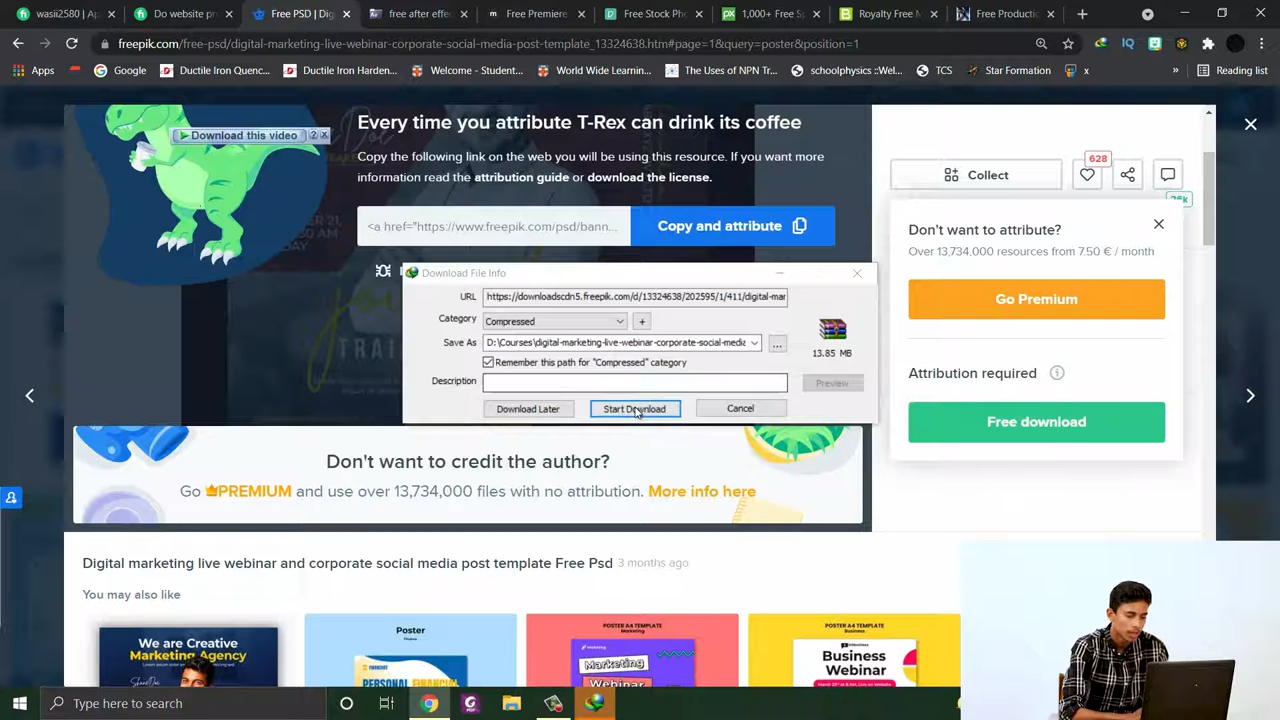 wasii| Ap
Do website pr
Free PSD | Digi
free after effec
m Free Premiere
Free Stock Ph
1,000+ Free S
Royalty Free M
Free Productio
freepik.com/free-psd/digital-marketing-live-webinar-corporate-social-media-post-template_13324638.htm#page=1&query=poster&position=1
Apps
Google
Ductile Iron Quenc...
Ductile Iron Harden...
Welcome - Student...
World Wide Learnin...
The Uses of NPN Tr...
schoolphysics ::Wel...
TCS
Star Formation
x
»
Reading list
Download this video
Every time you attribute T-Rex can drink its coffee
Copy the following link on the web you will be using this resource. If you want more
information read the attribution guide or download the license.
<a href="https://www.freepik.com/psd/bann...
Copy and attribute
Collect
628
Don't want to attribute?
Over 13,734.000 resources from 7.50 € / month
Go Premium
Attribution required
Free download
Download File Info
URL
https://downloadscdn5.freepik.com/d/13324638/202595/1/411/digital-mar
Category
Compressed
+
Save As
D:\Courses\digital-marketing-live-webinar-corporate-social-media
...
13.85 MB
Remember this path for "Compressed" category
Description
Preview
Download Later
Start Download
Cancel
TRAI
Don't want to credit the author?
Go PREMIUM and use over 13,734,000 files with no attribution. More info here
Digital marketing live webinar and corporate social media post template Free Psd 3 months ago
You may also like
We are Creative
Marketing Agency
Poster
PERSONAL FINANCIAL
POSTER A4 TEMPLATE
Marketing
Marketing
Webinar
POSTER A4 TEMPLATE
Business
Business
Webinar
Type here to search